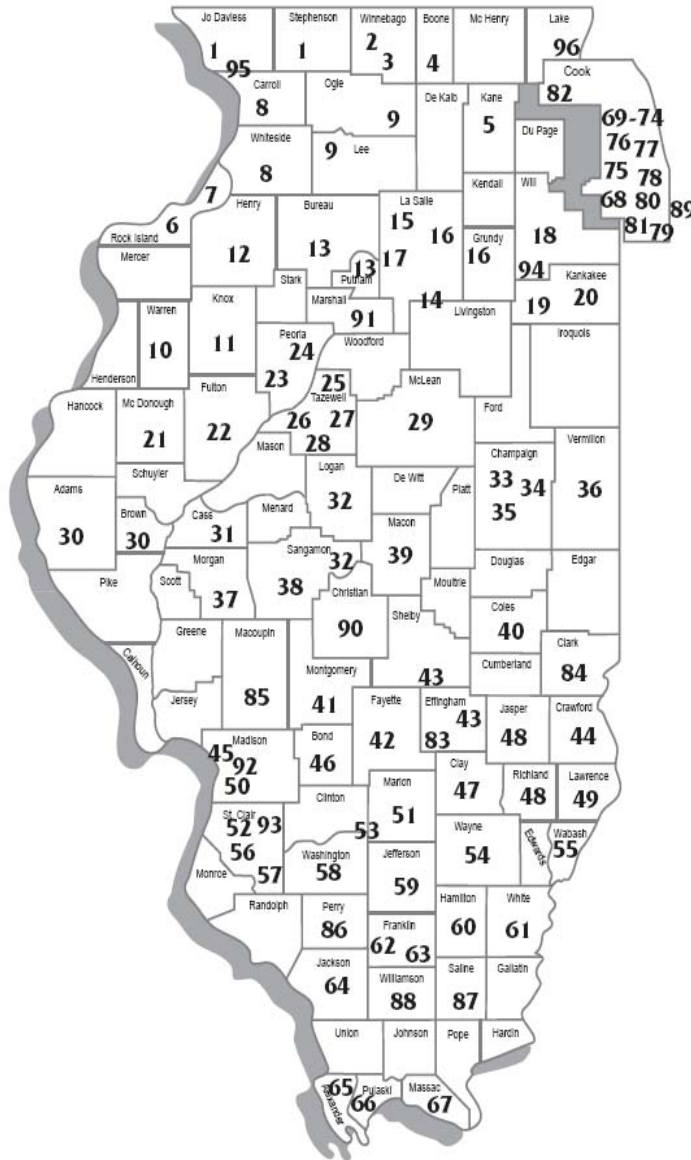 Jo Daviess
Stephenson
Winnebago
Boone
Mc Henry
Lake
1
95
1
2
3
4
96
Cook
82
Carroll
8
Ogle
9
De Kalb
Kane
5
Du Page
69-74
76
77
75
78
68
80
89
81
79
Whiteside
8
9
Lee
7
6
Rock Island
Henry
12
Bureau
13
13
Putnam
La Salle
15
16
17
14
Kendall
Grundy
16
Will
18
94
Kankakee
19
20
Mercer
Stark
Marshall
91
Livingston
Iroquois
Warren
10
Knox
11
Henderson
Peoria
24
23
Woodford
25
Tazewell
26
27
28
McLean
29
Ford
Hancock
Mc Donough
21
Fulton
22
Mason
Schuyler
Logan
32
De Witt
Piatt
Champaign
33
34
35
Vermilion
36
Adams
30
Brown
30
Cass
31
Menard
Macon
39
Sangamon
32
38
Christian
90
Morgan
37
Scott
Pike
Moultrie
Douglas
Edgar
Shelby
43
Coles
40
Cumberland
Clark
84
Greene
Macoupin
85
Calhoun
Jersey
Montgomery
41
Fayette
42
Effingham
43
83
Jasper
48
Crawford
44
Madison
45
92
50
Bond
46
Clay
47
Richland
48
Lawrence
49
Clinton
53
Marion
51
St. Clair
52
93
56
57
Monroe
Washington
58
Jefferson
59
Wayne
54
Edwards
Wabash
55
Randolph
Perry
86
Franklin
62
63
Hamilton
60
White
61
Jackson
64
Williamson
88
Saline
87
Gallatin
Union
Johnson
Pope
Hardin
65
Alexander
Pulaski
66
Massac
67